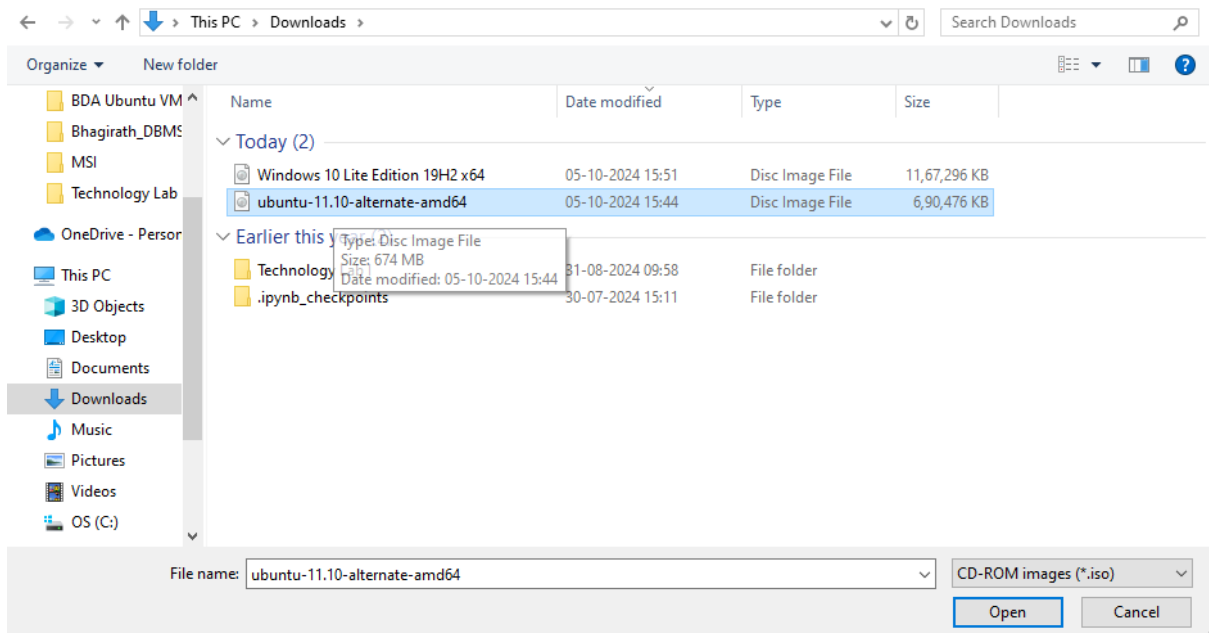 This PC > Downloads >
Search Downloads
Organize
New folder
BDA Ubuntu VM
Bhagirath_DBMS
MSI
Technology Lab
OneDrive - Person
This PC
3D Objects
Desktop
Documents
Downloads
Music
Pictures
Videos
OS (C:)
Name Date modified Type Size
Today (2)
Windows 10 Lite Edition 19H2 x64 05-10-2024 15:51 Disc Image File 11,67,296 KB
ubuntu-11.10-alternate-amd64 05-10-2024 15:44 Disc Image File 6,90,476 KB
Earlier this year (2)
Type: Disc Image File
Size: 674 MB
Date modified: 05-10-2024 15:44
Technology Lab 31-08-2024 09:58 File folder
.ipynb_checkpoints 30-07-2024 15:11 File folder
File name: ubuntu-11.10-alternate-amd64
CD-ROM images (*.iso)
Open Cancel